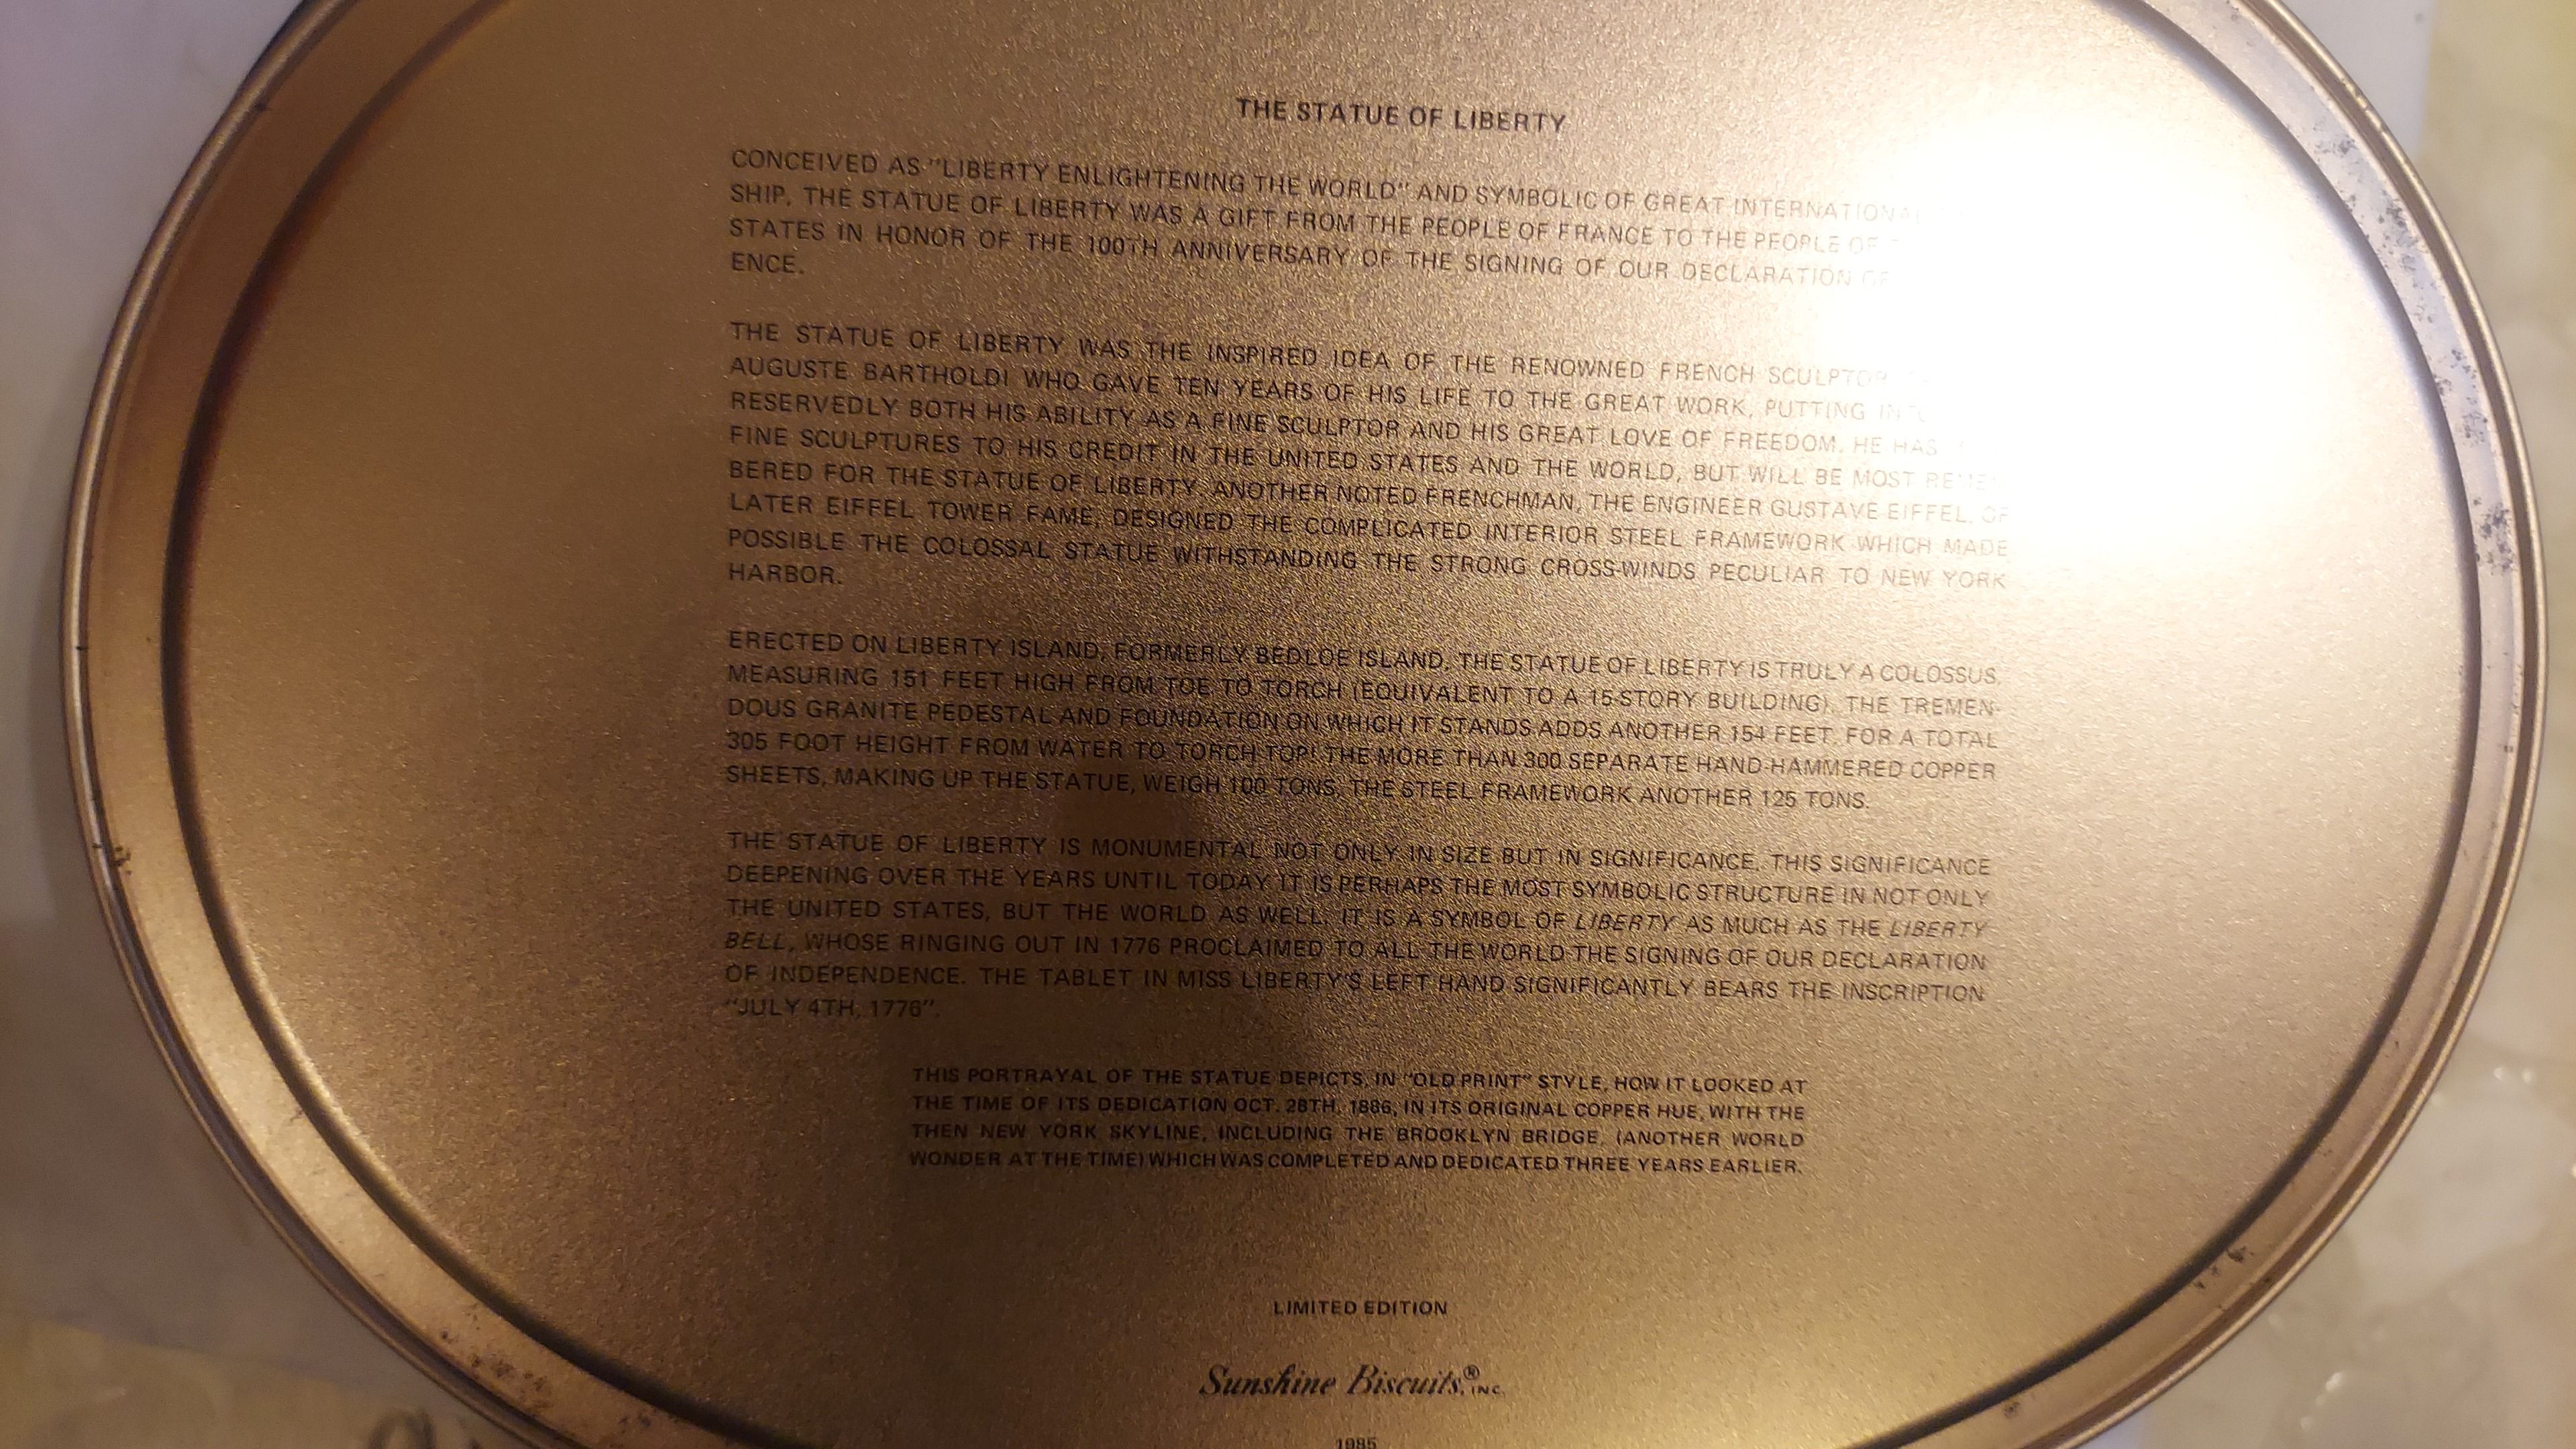 THE STATUE OF LIBERTY
CONCEIVED AS "LIBERTY ENLIGHTENING THE WORLD" AND SYMBOLIC OF GREAT INTERNATIONAL
SHIP, THE STATUE OF LIBERTY WAS A GIFT FROM THE PEOPLE OF FRANCE TO THE PEOPLE OF
STATES IN HONOR OF THE 100TH ANNIVERSARY OF THE SIGNING OF OUR DECLARATION OF
ENCE.
THE STATUE OF LIBERTY WAS THE INSPIRED IDEA OF THE RENOWNED FRENCH SCULPTOR
AUGUSTE BARTHOLDI WHO GAVE TEN YEARS OF HIS LIFE TO THE GREAT WORK, PUTTING
RESERVEDLY BOTH HIS ABILITY AS A FINE SCULPTOR AND HIS GREAT LOVE OF FREEDOM. HE HAS
FINE SCULPTURES TO HIS CREDIT IN THE UNITED STATES AND THE WORLD, BUT WILL BE MOST REMEM-
BERED FOR THE STATUE OF LIBERTY. ANOTHER NOTED FRENCHMAN, THE ENGINEER GUSTAVE EIFFEL, OF
LATER EIFFEL TOWER FAME, DESIGNED THE COMPLICATED INTERIOR STEEL FRAMEWORK WHICH MADE
POSSIBLE THE COLOSSAL STATUE WITHSTANDING THE STRONG CROSS-WINDS PECULIAR TO NEW YORK
HARBOR.
ERECTED ON LIBERTY ISLAND, FORMERLY BEDLOE ISLAND, THE STATUE OF LIBERTY IS TRULY A COLOSSUS,
MEASURING 151 FEET HIGH FROM TOE TO TORCH (EQUIVALENT TO A 15-STORY BUILDING). THE TREMEN-
DOUS GRANITE PEDESTAL AND FOUNDATION ON WHICH IT STANDS ADDS ANOTHER 154 FEET, FOR A TOTAL
305 FOOT HEIGHT FROM WATER TO TORCH TOP! THE MORE THAN 300 SEPARATE HAND-HAMMERED COPPER
SHEETS, MAKING UP THE STATUE, WEIGH 100 TONS, THE STEEL FRAMEWORK ANOTHER 125 TONS.
THE STATUE OF LIBERTY IS MONUMENTAL NOT ONLY IN SIZE BUT IN SIGNIFICANCE, THIS SIGNIFICANCE
DEEPENING OVER THE YEARS UNTIL TODAY IT IS PERHAPS THE MOST SYMBOLIC STRUCTURE IN NOT ONLY
THE UNITED STATES, BUT THE WORLD AS WELL. IT IS A SYMBOL OF LIBERTY AS MUCH AS THE LIBERTY
BELL, WHOSE RINGING OUT IN 1776 PROCLAIMED TO ALL THE WORLD THE SIGNING OF OUR DECLARATION
OF INDEPENDENCE. THE TABLET IN MISS LIBERTY'S LEFT HAND SIGNIFICANTLY BEARS THE INSCRIPTION
"JULY 4TH, 1776".
THIS PORTRAYAL OF THE STATUE DEPICTS, IN "OLD PRINT" STYLE, HOW IT LOOKED AT
THE TIME OF ITS DEDICATION OCT. 28TH, 1886, IN ITS ORIGINAL COPPER HUE, WITH THE
THEN NEW YORK SKYLINE, INCLUDING THE BROOKLYN BRIDGE, (ANOTHER WORLD
WONDER AT THE TIME) WHICH WAS COMPLETED AND DEDICATED THREE YEARS EARLIER.
LIMITED EDITION
Sunshine Biscuits,® INC.
1985